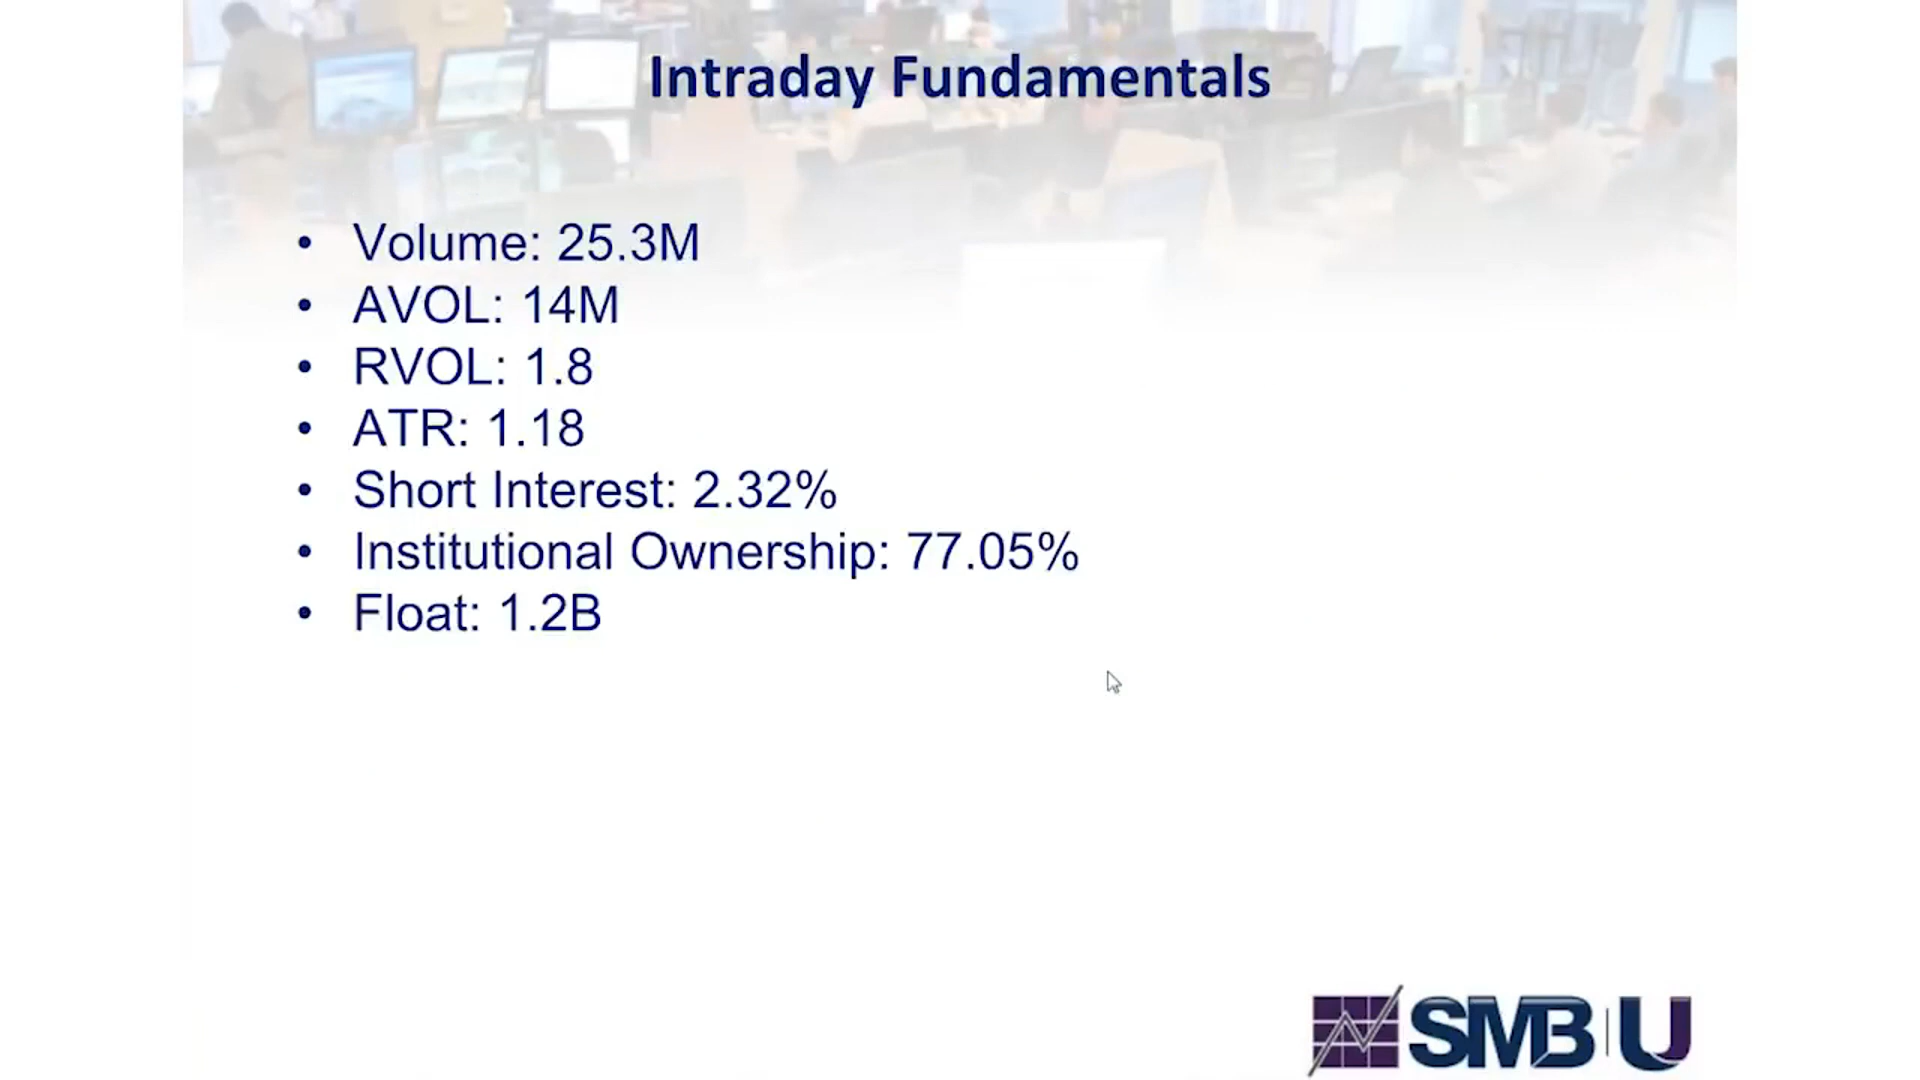 Intraday Fundamentals
• Volume: 25.3M
• AVOL: 14M
• RVOL: 1.8
• ATR: 1.18
• Short Interest: 2.32%
• Institutional Ownership: 77.05%
• Float: 1.2B
SMB U